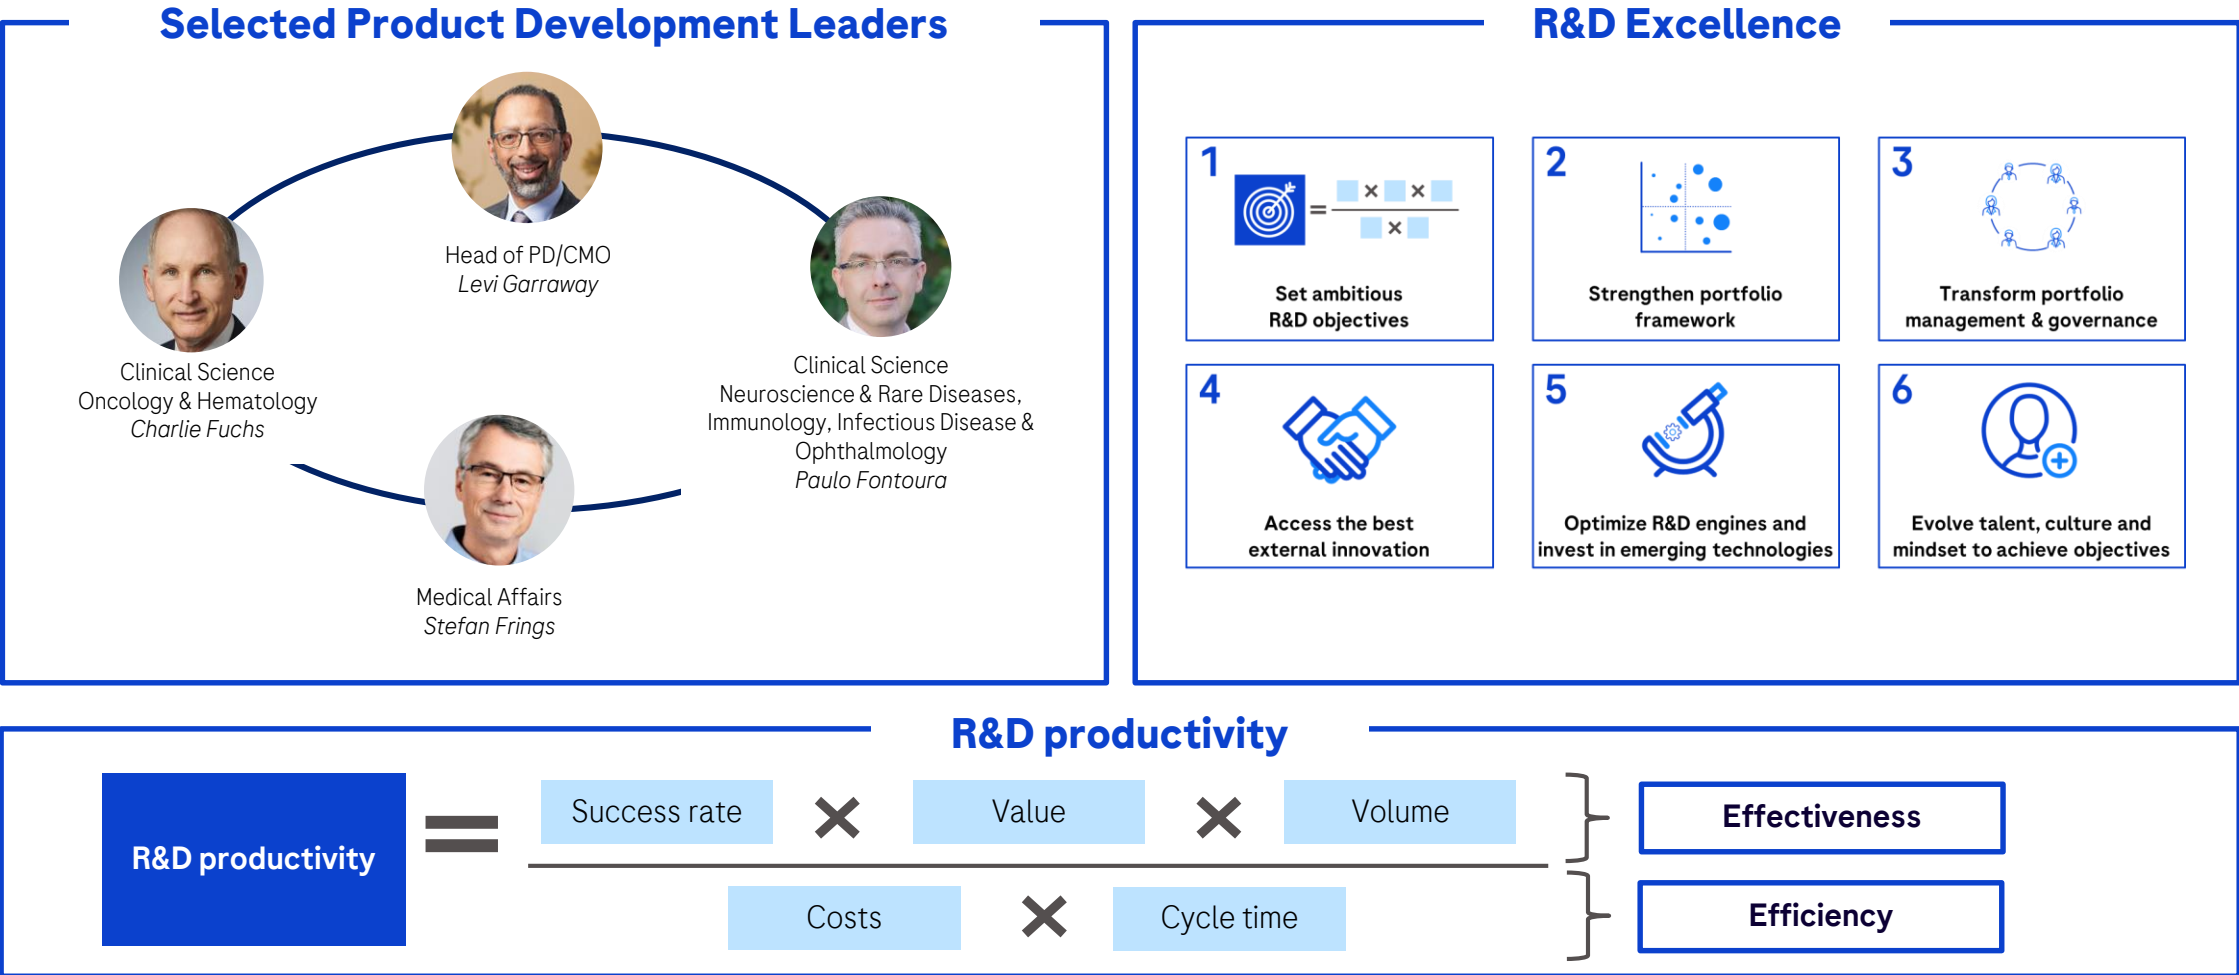 Selected Product Development Leaders
Head of PD/CMO
Levi Garraway
Clinical Science
Oncology & Hematology
Charlie Fuchs
Clinical Science
Neuroscience & Rare Diseases,
Immunology, Infectious Disease &
Ophthalmology
Paulo Fontoura
Medical Affairs
Stefan Frings
R&D Excellence
1
= × ×
×
Set ambitious
R&D objectives
2
Strengthen portfolio
framework
3
Transform portfolio
management & governance
4
Access the best
external innovation
5
Optimize R&D engines and
invest in emerging technologies
6
Evolve talent, culture and
mindset to achieve objectives
R&D productivity
R&D productivity = Success rate × Value × Volume
Effectiveness
Costs × Cycle time
Efficiency